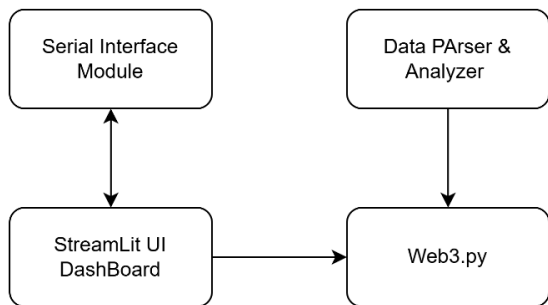 Serial Interface
Module
Data PArser &
Analyzer
StreamLit UI
DashBoard
Web3.py